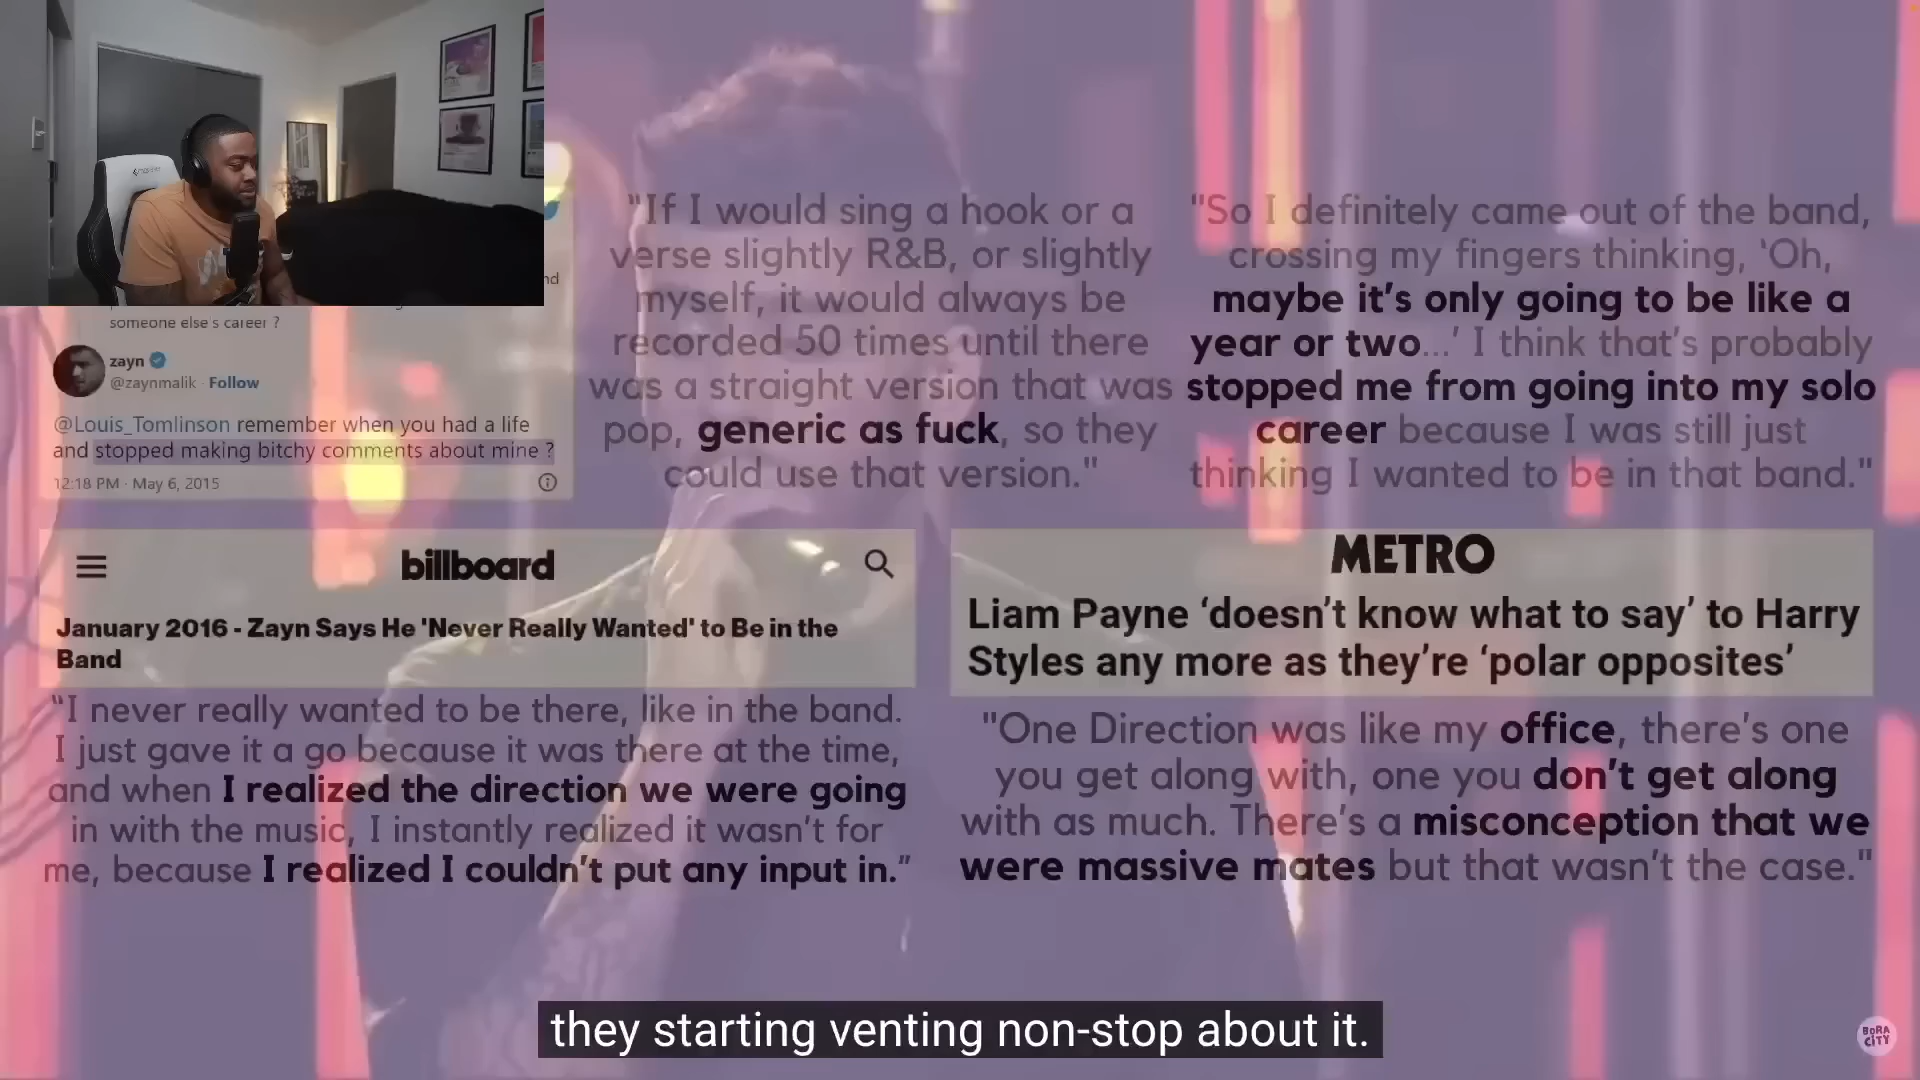 nd
someone else's career ?
zayn
@zaynmalik · Follow
@Louis_Tomlinson remember when you had a life
and stopped making bitchy comments about mine ?
12:18 PM · May 6, 2015
"If I would sing a hook or a
verse slightly R&B, or slightly
myself, it would always be
recorded 50 times until there
was a straight version that was
pop, generic as fuck, so they
could use that version."
"So I definitely came out of the band,
crossing my fingers thinking, 'Oh,
maybe it's only going to be like a
year or two...' I think that's probably
stopped me from going into my solo
career because I was still just
thinking I wanted to be in that band."
billboard
January 2016 - Zayn Says He 'Never Really Wanted' to Be in the
Band
"I never really wanted to be there, like in the band.
I just gave it a go because it was there at the time,
and when I realized the direction we were going
in with the music, I instantly realized it wasn't for
me, because I realized I couldn't put any input in."
METRO
Liam Payne 'doesn't know what to say' to Harry
Styles any more as they're 'polar opposites'
"One Direction was like my office, there's one
you get along with, one you don't get along
with as much. There's a misconception that we
were massive mates but that wasn't the case."
they starting venting non-stop about it.
BORA
CITY